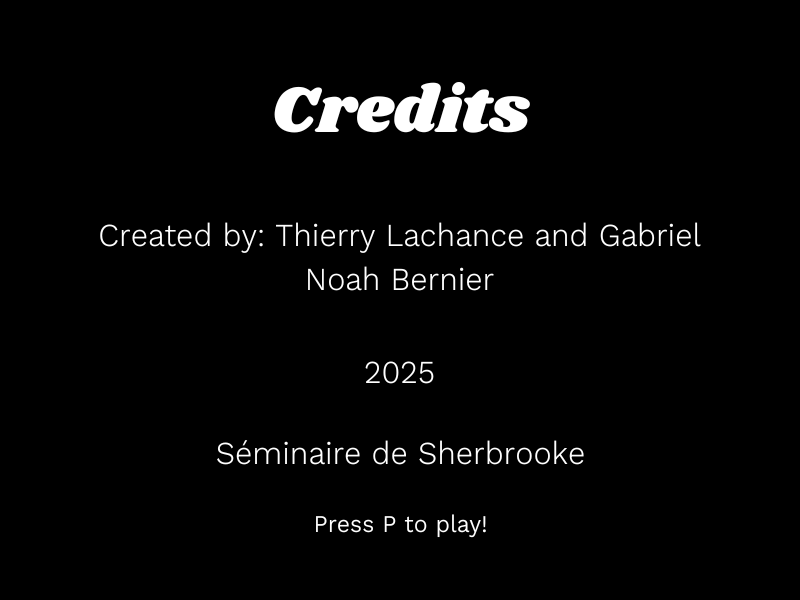 Credits
Created by: Thierry Lachance and Gabriel
Noah Bernier
2025
Séminaire de Sherbrooke
Press P to play!